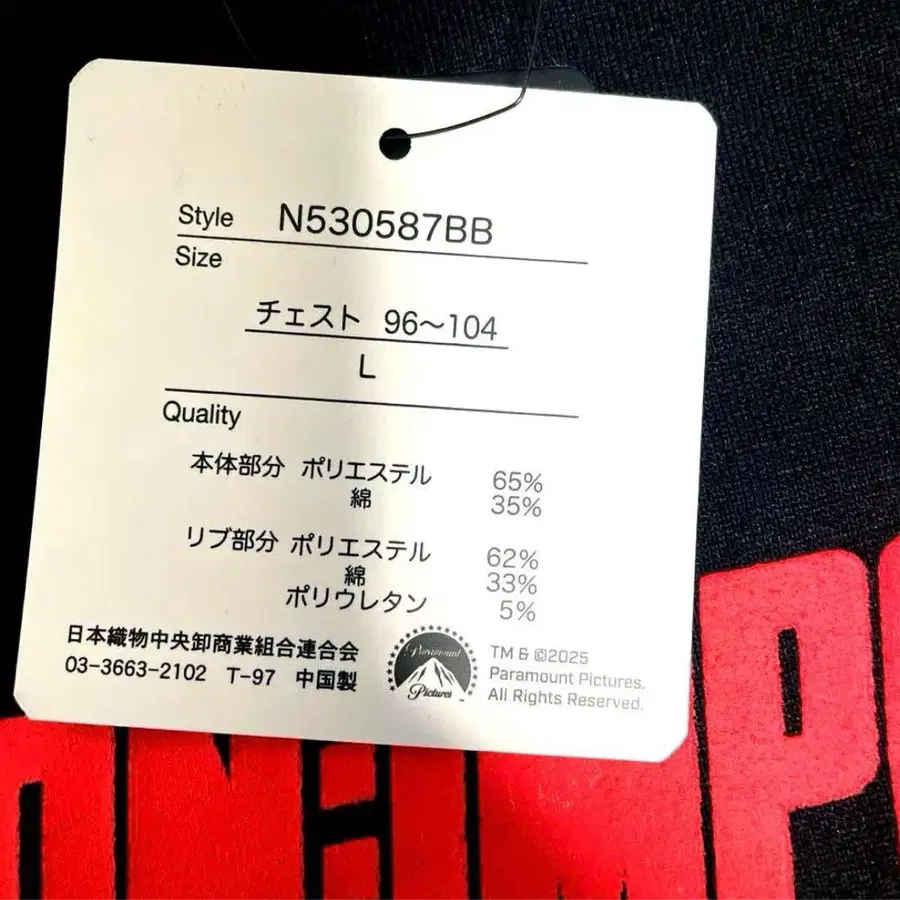 Style N530587BB
Size
チェスト 96～104
L
Quality
本体部分 ポリエステル 65%
綿 35%
リブ部分 ポリエステル 62%
綿 33%
ポリウレタン 5%
日本織物中央卸商業組合連合会
03-3663-2102 T-97 中国製
Paramount
Pictures
TM & ©2025
Paramount Pictures.
All Rights Reserved.